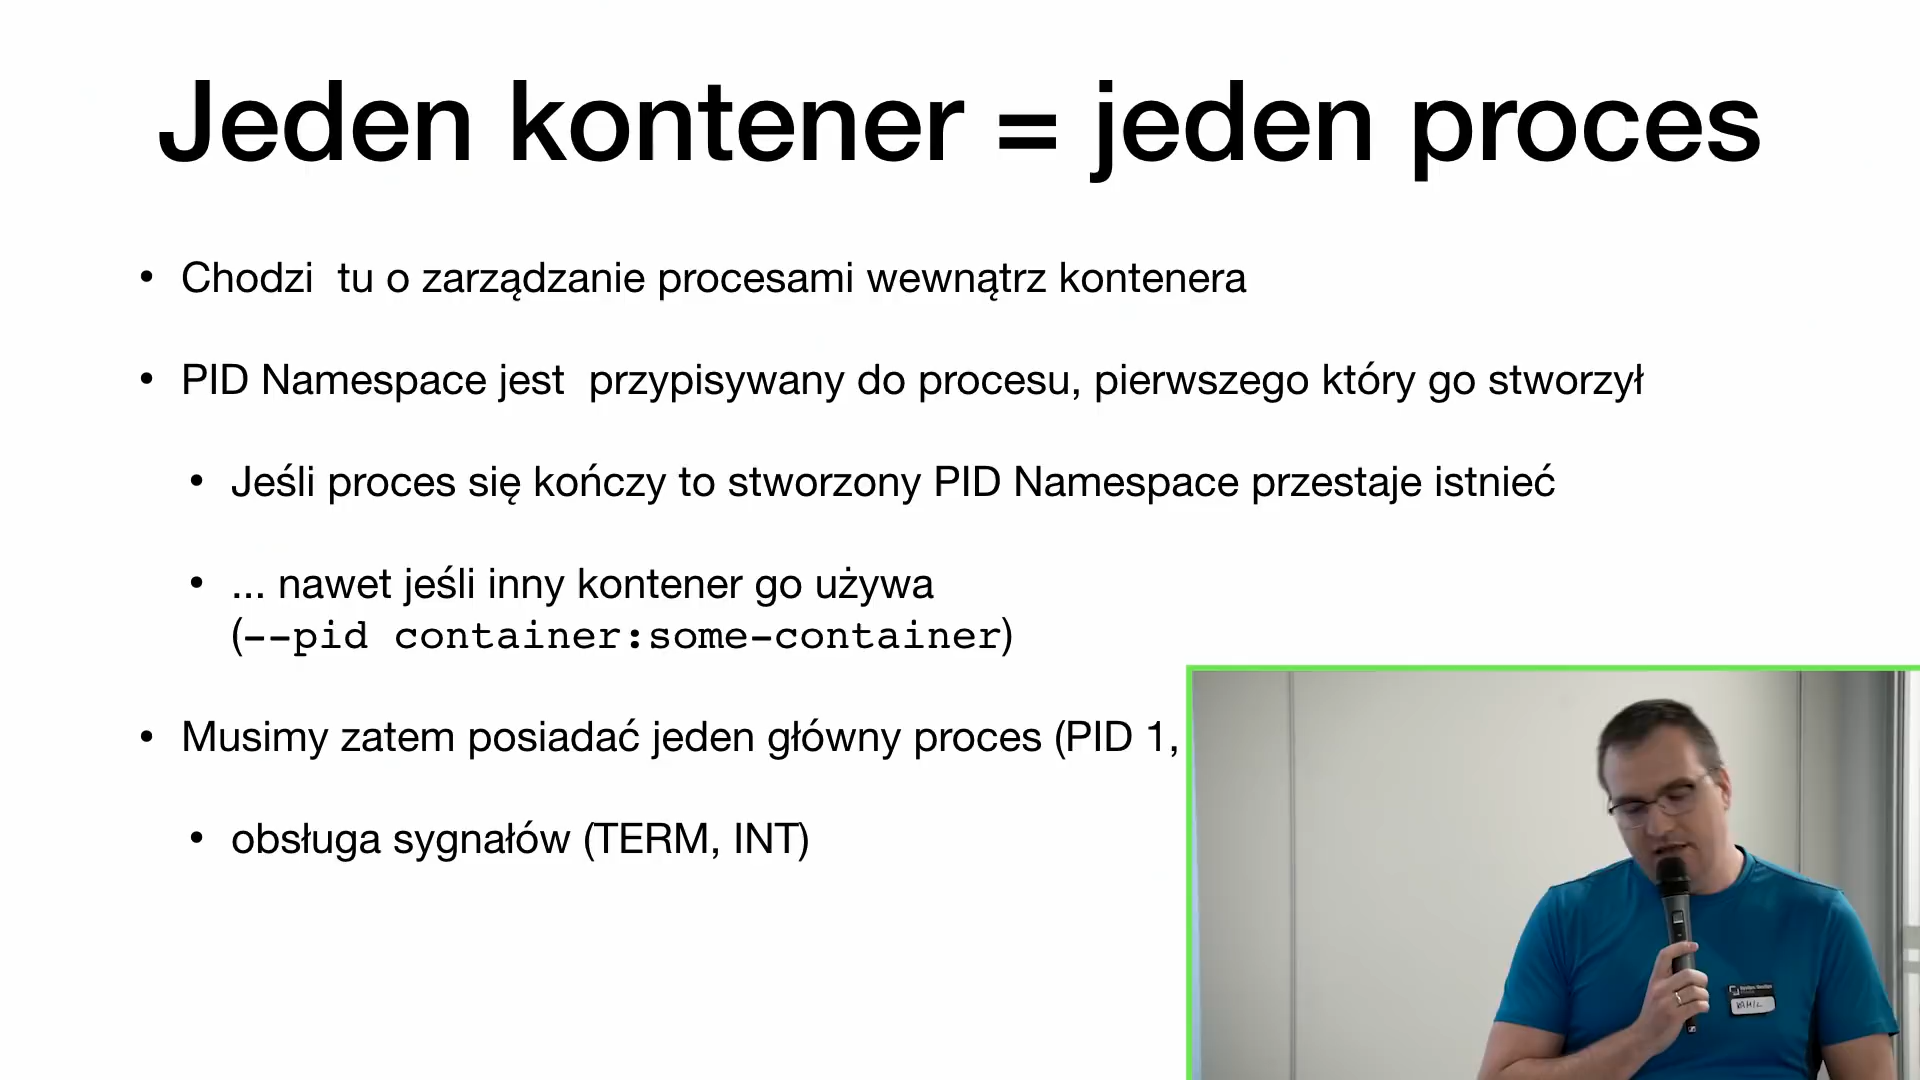 Jeden kontener = jeden proces
• Chodzi  tu o zarządzanie procesami wewnątrz kontenera
• PID Namespace jest  przypisywany do procesu, pierwszego który go stworzył
• Jeśli proces się kończy to stworzony PID Namespace przestaje istnieć
• ... nawet jeśli inny kontener go używa
(--pid container:some-container)
• Musimy zatem posiadać jeden główny proces (PID 1,
• obsługa sygnałów (TERM, INT)